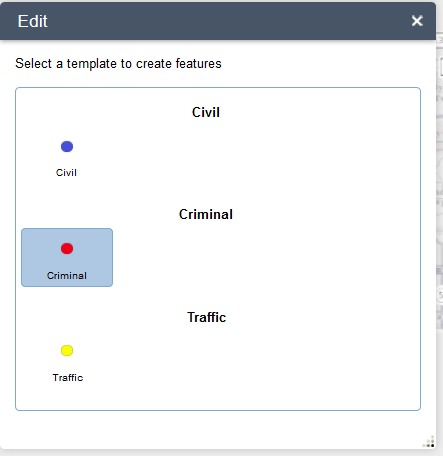 Edit
Select a template to create features
Civil
Civil
Criminal
Criminal
Traffic
Traffic